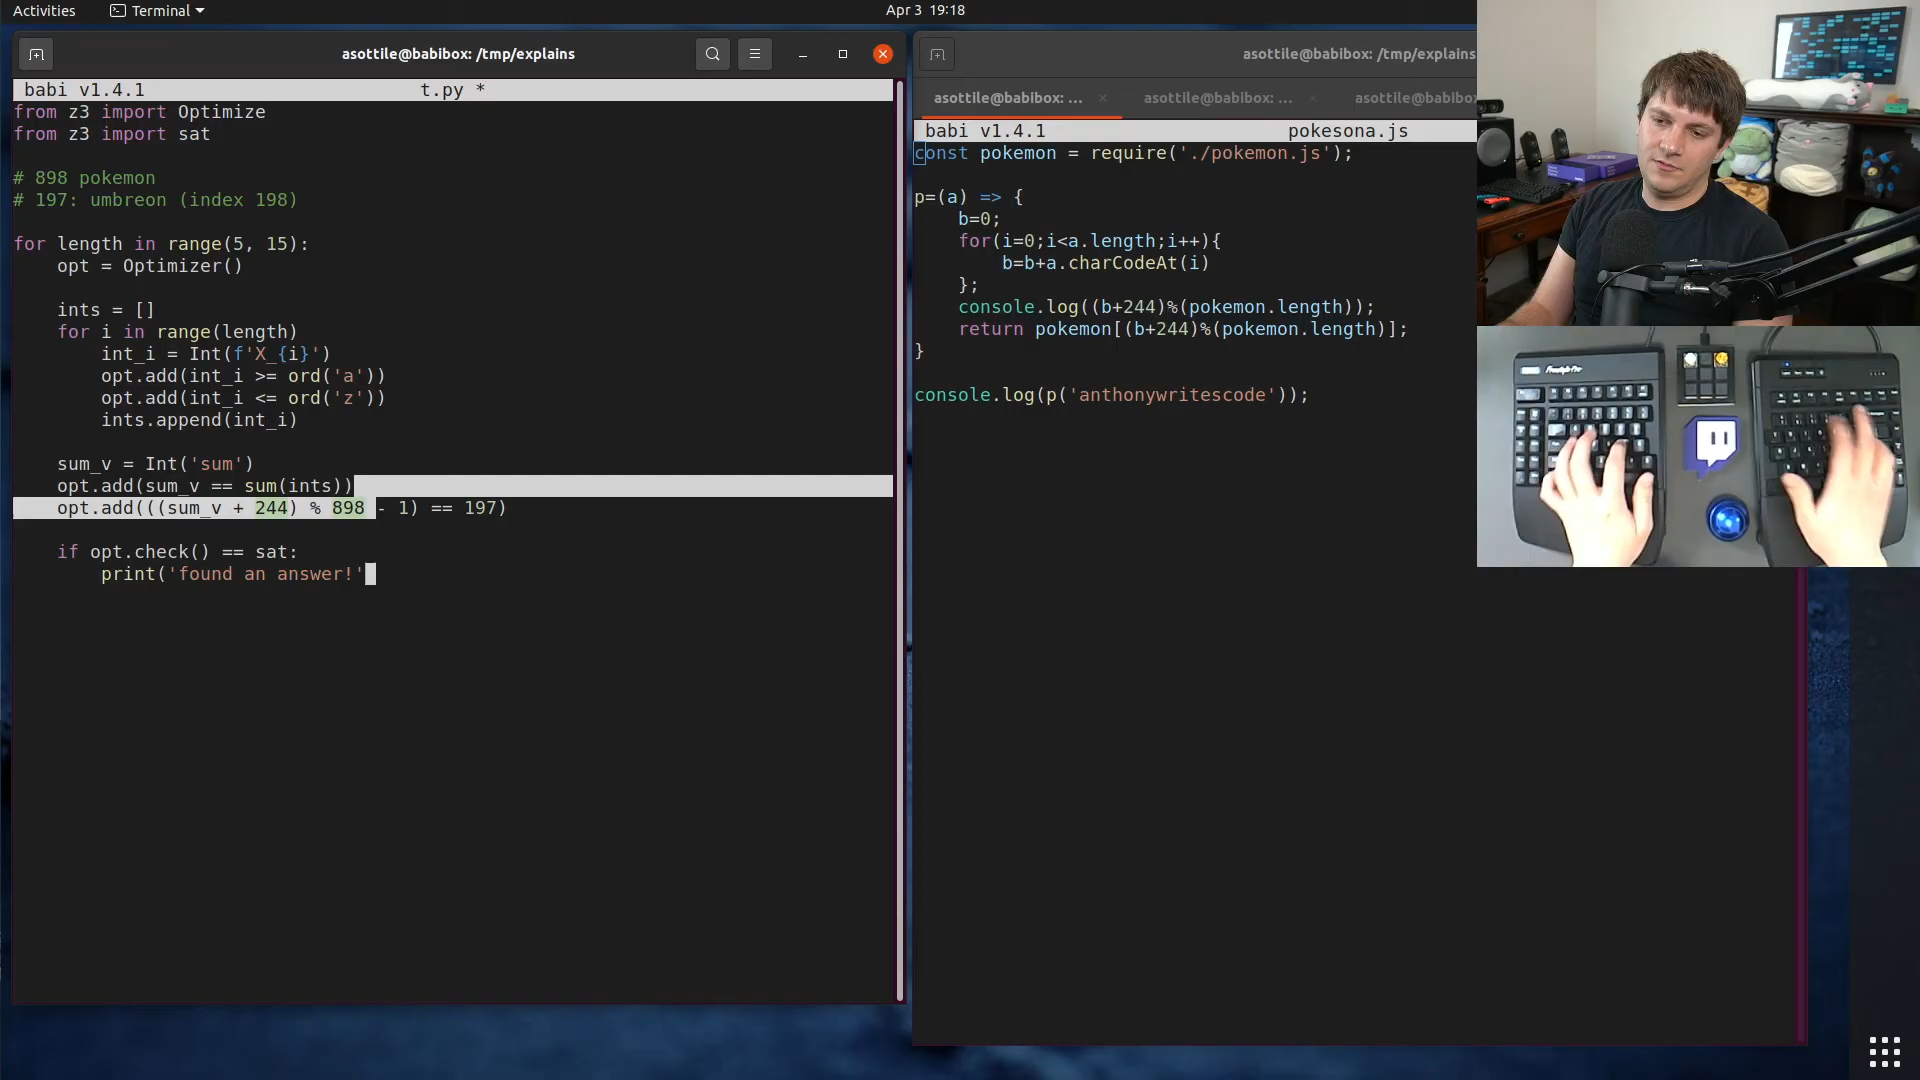 Activities
Terminal
Apr 3 19:18
asottile@babibox: /tmp/explains
babi v1.4.1 t.py *
from z3 import Optimize
from z3 import sat
# 898 pokemon
# 197: umbreon (index 198)
for length in range(5, 15):
    opt = Optimizer()
    ints = []
    for i in range(length)
        int_i = Int(f'X_{i}')
        opt.add(int_i >= ord('a'))
        opt.add(int_i <= ord('z'))
        ints.append(int_i)
    sum_v = Int('sum')
    opt.add(sum_v == sum(ints))
    opt.add(((sum_v + 244) % 898 - 1) == 197)
    if opt.check() == sat:
        print('found an answer!'
asottile@babibox: /tmp/explains
asottile@babibox: ...
asottile@babibox: ...
asottile@babibo
babi v1.4.1 pokesona.js
const pokemon = require('./pokemon.js');
p=(a) => {
    b=0;
    for(i=0;i<a.length;i++){
        b=b+a.charCodeAt(i)
    };
    console.log((b+244)%(pokemon.length));
    return pokemon[(b+244)%(pokemon.length)];
}
console.log(p('anthonywritescode'));
Freestyle Pro